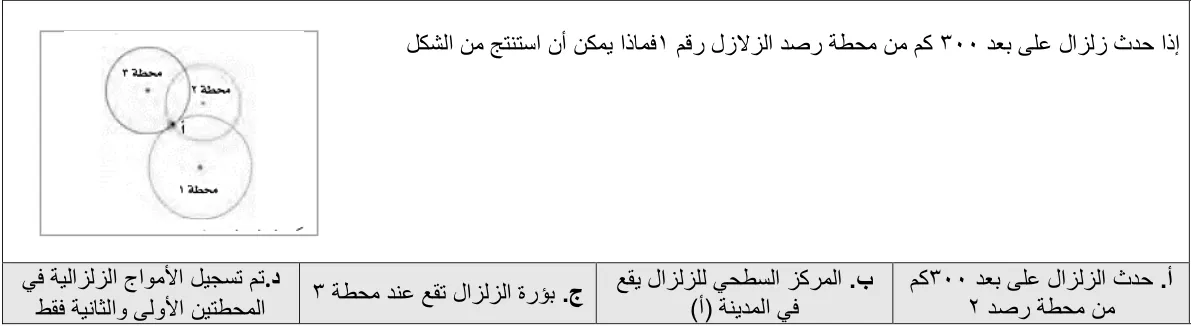 إذا حدث زلزال على بعد ٣٠٠ كم من محطة رصد الزلازل رقم ١فماذا يمكن أن استنتج من الشكل
محطة ٣
محطة ٢
أ
محطة ١
أ. حدث الزلزال على بعد ٣٠٠كم
من محطة رصد ٢
ب. المركز السطحي للزلزال يقع
في المدينة (أ)
ج. بؤرة الزلزال تقع عند محطة ٣
د.تم تسجيل الأمواج الزلزالية في
المحطتين الأولى والثانية فقط